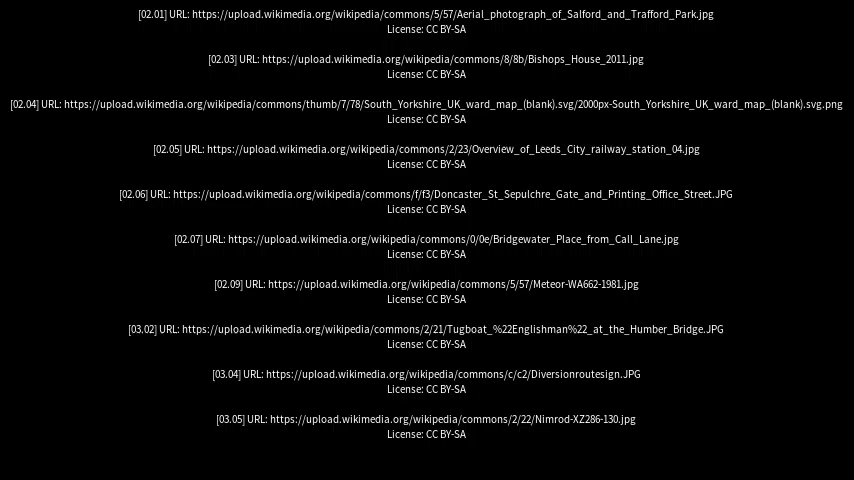 [02.01] URL: https://upload.wikimedia.org/wikipedia/commons/5/57/Aerial_photograph_of_Salford_and_Trafford_Park.jpg
License: CC BY-SA
[02.03] URL: https://upload.wikimedia.org/wikipedia/commons/8/8b/Bishops_House_2011.jpg
License: CC BY-SA
[02.04] URL: https://upload.wikimedia.org/wikipedia/commons/thumb/7/78/South_Yorkshire_UK_ward_map_(blank).svg/2000px-South_Yorkshire_UK_ward_map_(blank).svg.png
License: CC BY-SA
[02.05] URL: https://upload.wikimedia.org/wikipedia/commons/2/23/Overview_of_Leeds_City_railway_station_04.jpg
License: CC BY-SA
[02.06] URL: https://upload.wikimedia.org/wikipedia/commons/f/f3/Doncaster_St_Sepulchre_Gate_and_Printing_Office_Street.JPG
License: CC BY-SA
[02.07] URL: https://upload.wikimedia.org/wikipedia/commons/0/0e/Bridgewater_Place_from_Call_Lane.jpg
License: CC BY-SA
[02.09] URL: https://upload.wikimedia.org/wikipedia/commons/5/57/Meteor-WA662-1981.jpg
License: CC BY-SA
[03.02] URL: https://upload.wikimedia.org/wikipedia/commons/2/21/Tugboat_%22Englishman%22_at_the_Humber_Bridge.JPG
License: CC BY-SA
[03.04] URL: https://upload.wikimedia.org/wikipedia/commons/c/c2/Diversionroutesign.JPG
License: CC BY-SA
[03.05] URL: https://upload.wikimedia.org/wikipedia/commons/2/22/Nimrod-XZ286-130.jpg
License: CC BY-SA